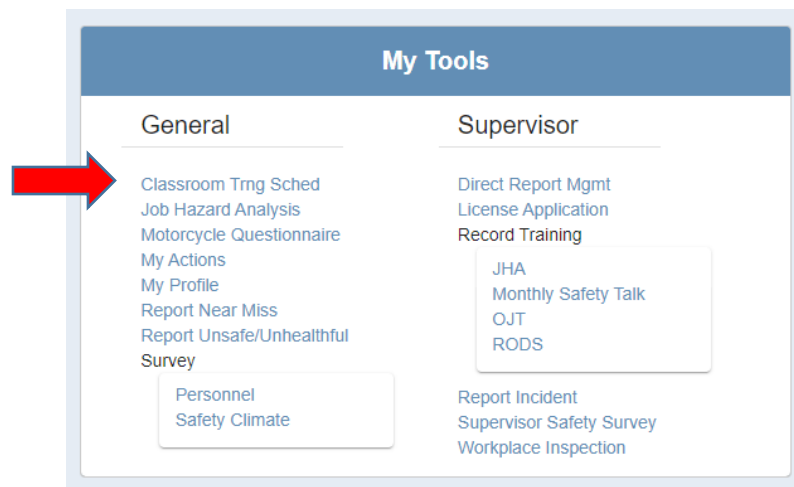 My Tools
General
Classroom Trng Sched
Job Hazard Analysis
Motorcycle Questionnaire
My Actions
My Profile
Report Near Miss
Report Unsafe/Unhealthful
Survey
Personnel
Safety Climate
Supervisor
Direct Report Mgmt
License Application
Record Training
JHA
Monthly Safety Talk
OJT
RODS
Report Incident
Supervisor Safety Survey
Workplace Inspection